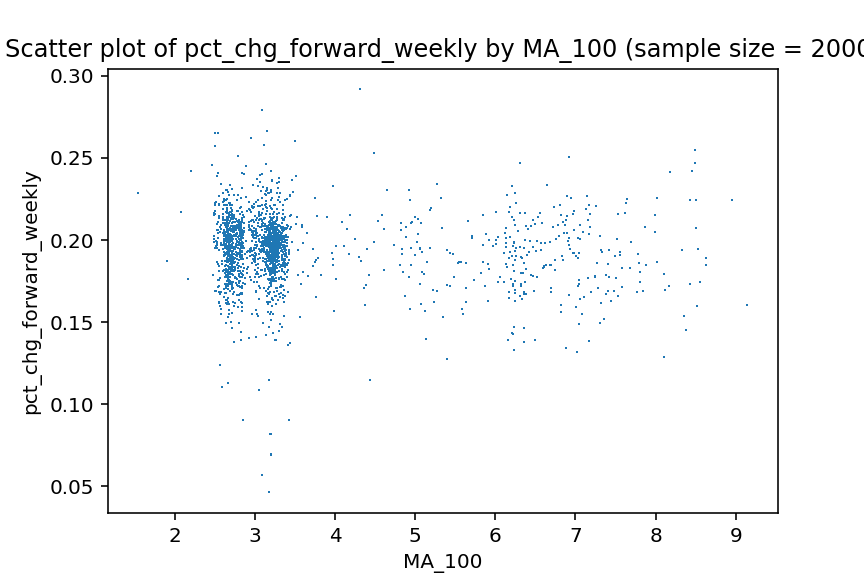 Scatter plot of pct_chg_forward_weekly by MA_100 (sample size = 2000
0.30
0.25
0.20
0.15
0.10
0.05
pct_chg_forward_weekly
2 3 4 5 6 7 8 9
MA_100